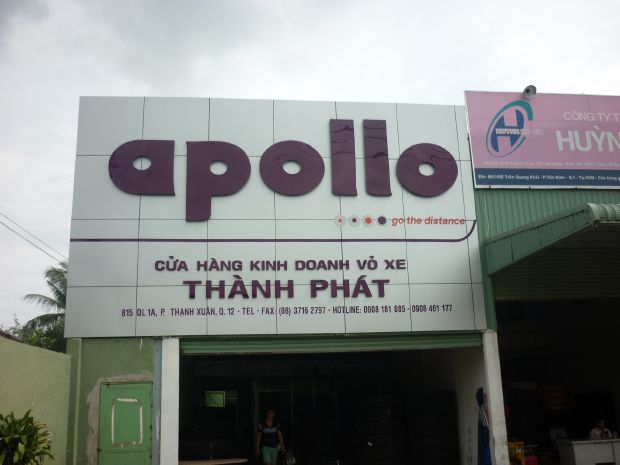 apollo
go the distance
CỬA HÀNG KINH DOANH VỎ XE
THÀNH PHÁT
815 QL 1A, P. THẠNH XUÂN, Q. 12 - TEL - FAX: (08) 3716 2797 - HOTLINE: 0908 181 085 - 0908 461 177
CÔNG TY T
HUỲN
H